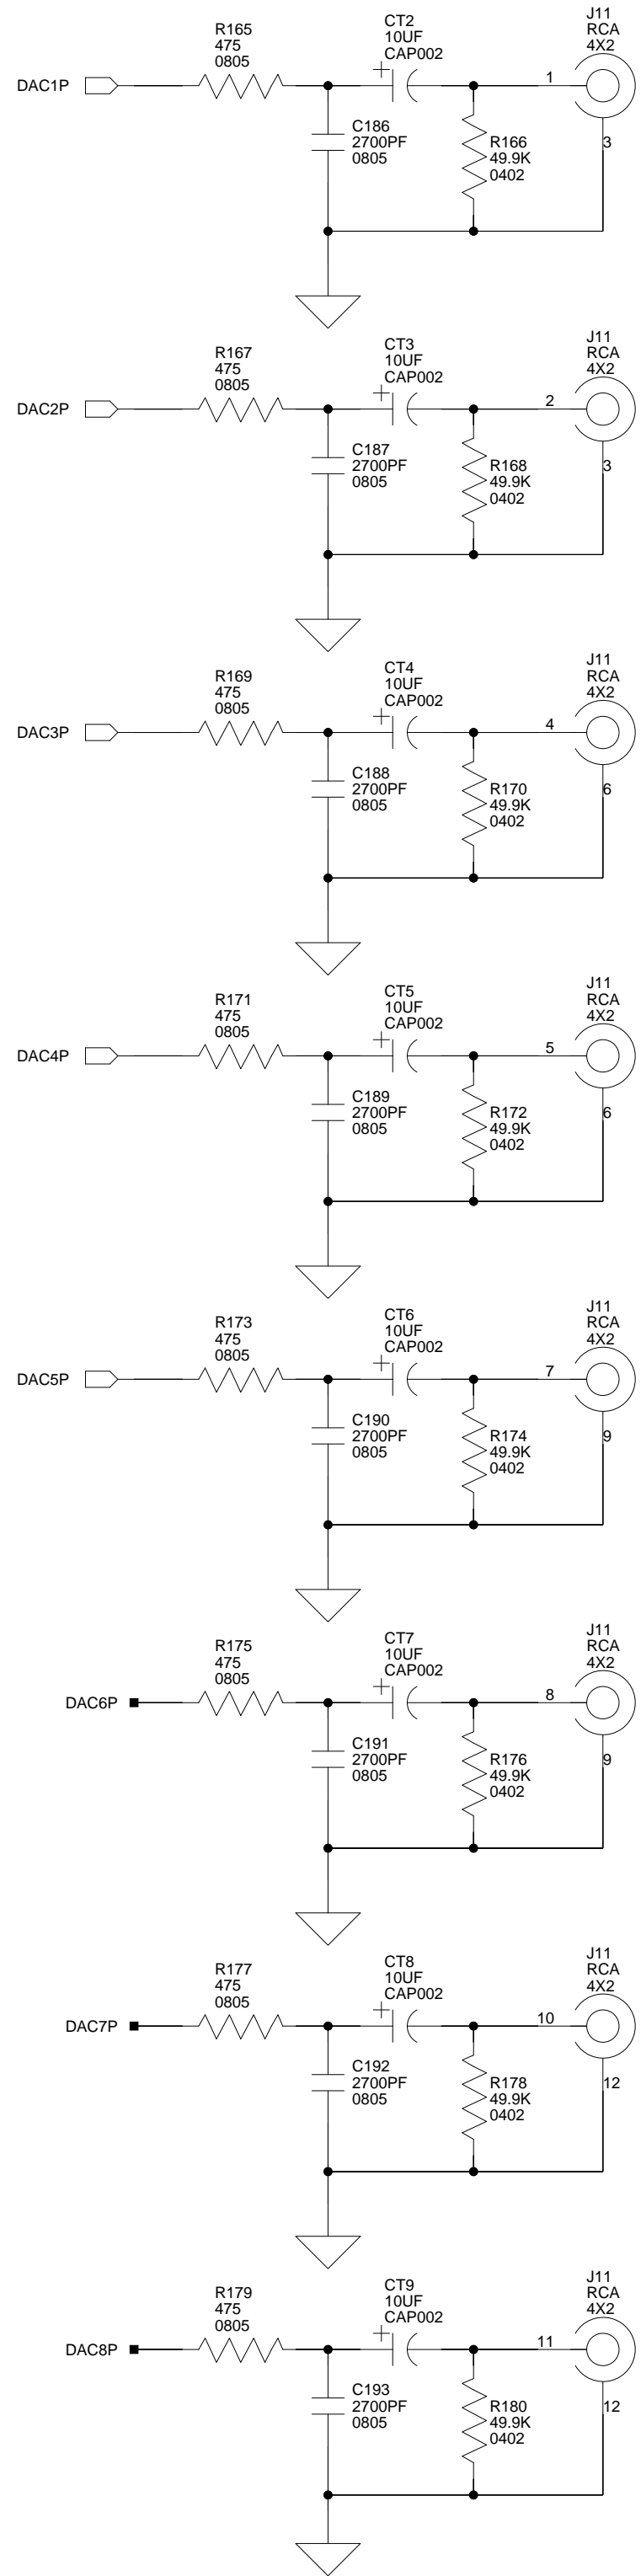 J11
RCA
4X2
CT2
10UF
CAP002
R165
475
0805
DAC1P
+
1
C186
2700PF
0805
R166
49.9K
0402
3
J11
RCA
4X2
CT3
10UF
CAP002
R167
475
0805
DAC2P
+
2
C187
2700PF
0805
R168
49.9K
0402
3
J11
RCA
4X2
CT4
10UF
CAP002
R169
475
0805
DAC3P
+
4
C188
2700PF
0805
R170
49.9K
0402
6
J11
RCA
4X2
CT5
10UF
CAP002
R171
475
0805
DAC4P
+
5
C189
2700PF
0805
R172
49.9K
0402
6
J11
RCA
4X2
CT6
10UF
CAP002
R173
475
0805
DAC5P
+
7
C190
2700PF
0805
R174
49.9K
0402
9
J11
RCA
4X2
CT7
10UF
CAP002
R175
475
0805
DAC6P
+
8
C191
2700PF
0805
R176
49.9K
0402
9
J11
RCA
4X2
CT8
10UF
CAP002
R177
475
0805
DAC7P
+
10
C192
2700PF
0805
R178
49.9K
0402
12
J11
RCA
4X2
CT9
10UF
CAP002
R179
475
0805
DAC8P
+
11
C193
2700PF
0805
R180
49.9K
0402
12